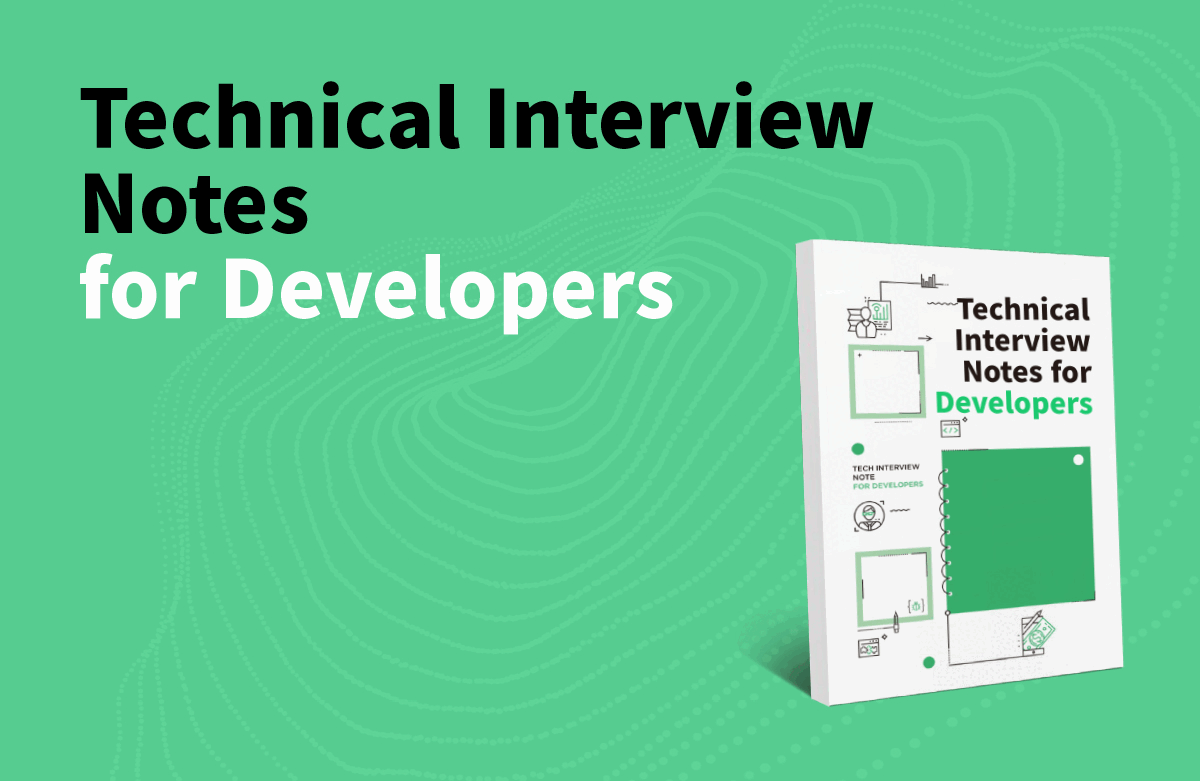 Technical Interview
Notes
for Developers
Technical
Interview
Notes for
Developers
</>
TECH INTERVIEW
NOTE
FOR DEVELOPERS